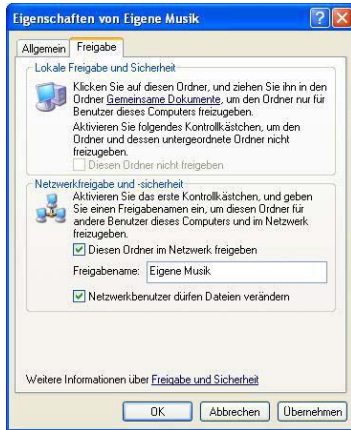 Eigenschaften von Eigene Musik
Allgemein Freigabe
Lokale Freigabe und Sicherheit
Klicken Sie auf diesen Ordner, und ziehen Sie ihn in den
Ordner Gemeinsame Dokumente, um den Ordner nur für
Benutzer dieses Computers freizugeben.
Aktivieren Sie folgendes Kontrollkästchen, um den
Ordner und dessen untergeordnete Ordner nicht
freizugeben.
Diesen Ordner nicht freigeben
Netzwerkfreigabe und -sicherheit
Aktivieren Sie das erste Kontrollkästchen, und geben
Sie einen Freigabenamen ein, um diesen Ordner für
andere Benutzer dieses Computers und im Netzwerk
freizugeben.
Diesen Ordner im Netzwerk freigeben
Freigabename: Eigene Musik
Netzwerkbenutzer dürfen Dateien verändern
Weitere Informationen über Freigabe und Sicherheit
OK Abbrechen Übernehmen